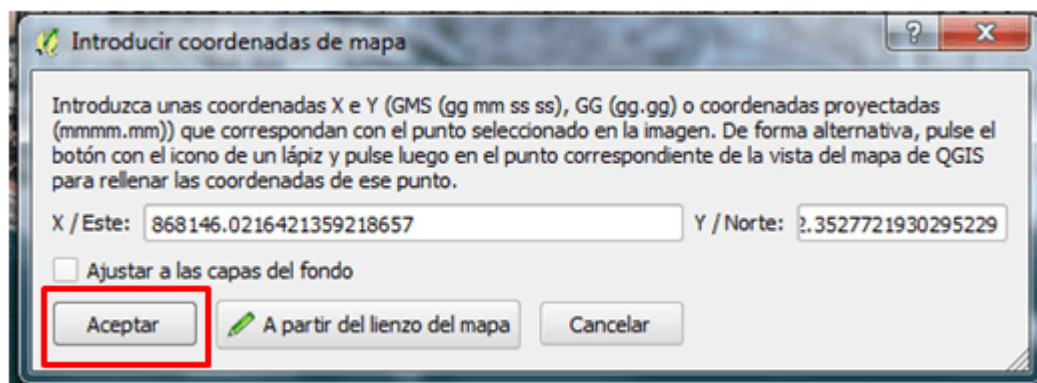 Introducir coordenadas de mapa
Introduzca unas coordenadas X e Y (GMS (gg mm ss ss), GG (gg.gg) o coordenadas proyectadas
(mmmm.mm)) que correspondan con el punto seleccionado en la imagen. De forma alternativa, pulse el
botón con el icono de un lápiz y pulse luego en el punto correspondiente de la vista del mapa de QGIS
para rellenar las coordenadas de ese punto.
X / Este: 868146.0216421359218657 Y / Norte: 2.3527721930295229
Ajustar a las capas del fondo
Aceptar A partir del lienzo del mapa Cancelar